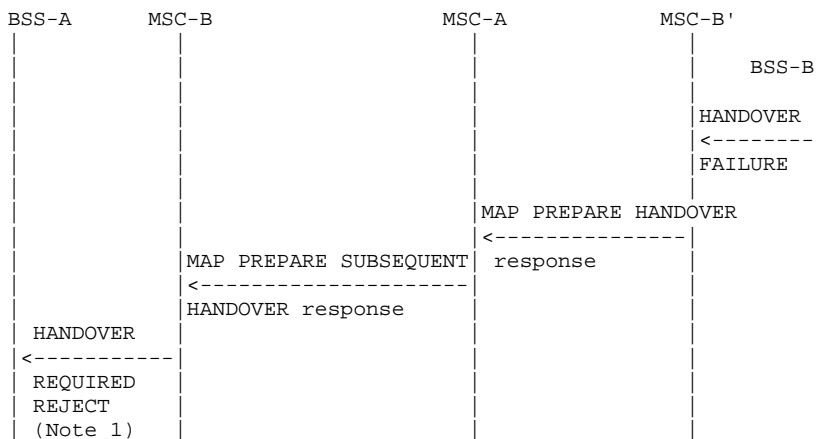 BSS-A MSC-B MSC-A MSC-B'
BSS-B
HANDOVER
FAILURE
MAP PREPARE HANDOVER
response
MAP PREPARE SUBSEQUENT
HANDOVER response
HANDOVER
REQUIRED
REJECT
(Note 1)